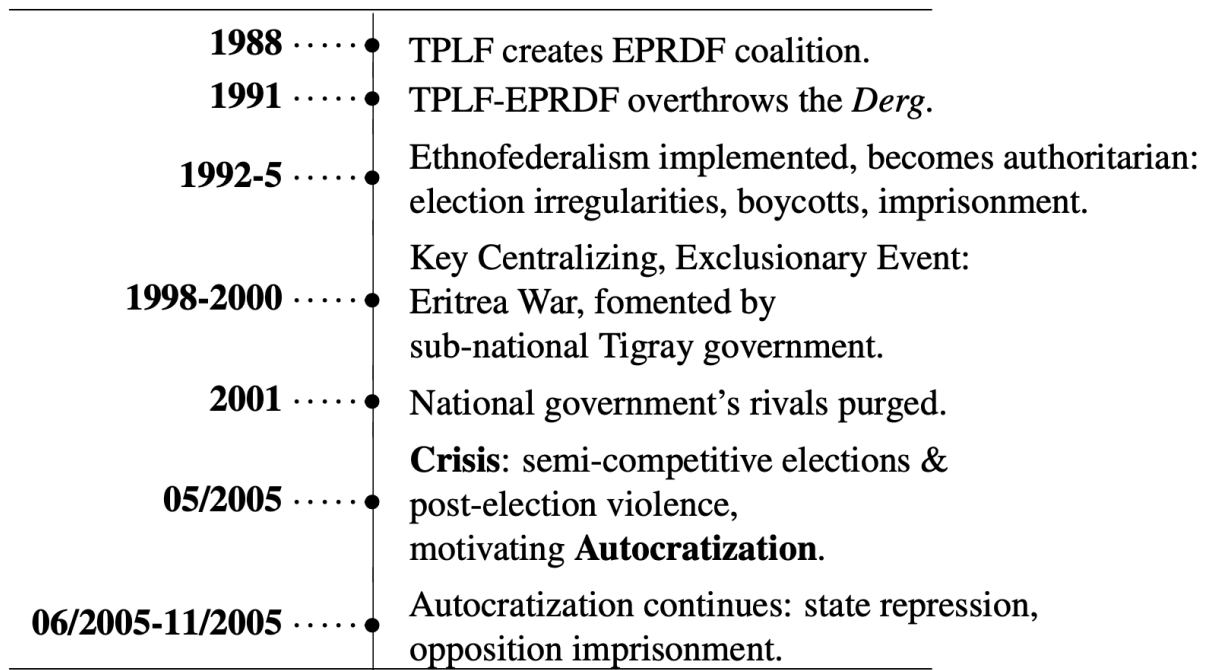 1988 ····· TPLF creates EPRDF coalition.
1991 ····· TPLF-EPRDF overthrows the Derg.
1992-5 ····· Ethnofederalism implemented, becomes authoritarian:
election irregularities, boycotts, imprisonment.
Key Centralizing, Exclusionary Event:
1998-2000 ····· Eritrea War, fomented by
sub-national Tigray government.
2001 ····· National government's rivals purged.
Crisis: semi-competitive elections &
05/2005 ····· post-election violence,
motivating Autocratization.
06/2005-11/2005 ····· Autocratization continues: state repression,
opposition imprisonment.